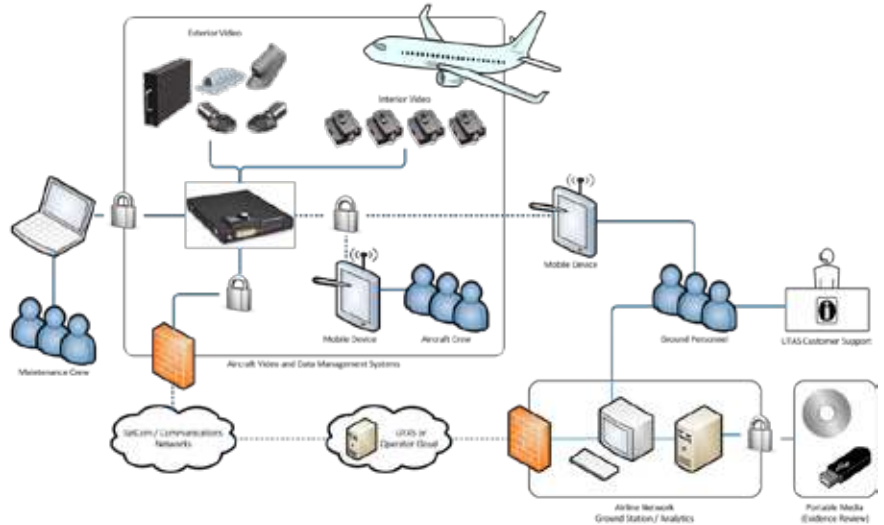 Exterior Video
Interior Video
Mobile Device
Mobile Device
Aircraft Crew
Ground Personnel
UTAS Customer Support
Maintenance Crew
Aircraft Video and Data Management Systems
SatCom / Communications
Networks
UTAS or
Operator Cloud
Airline Network
Ground Station / Analytics
Portable Media
(Evidence Review)